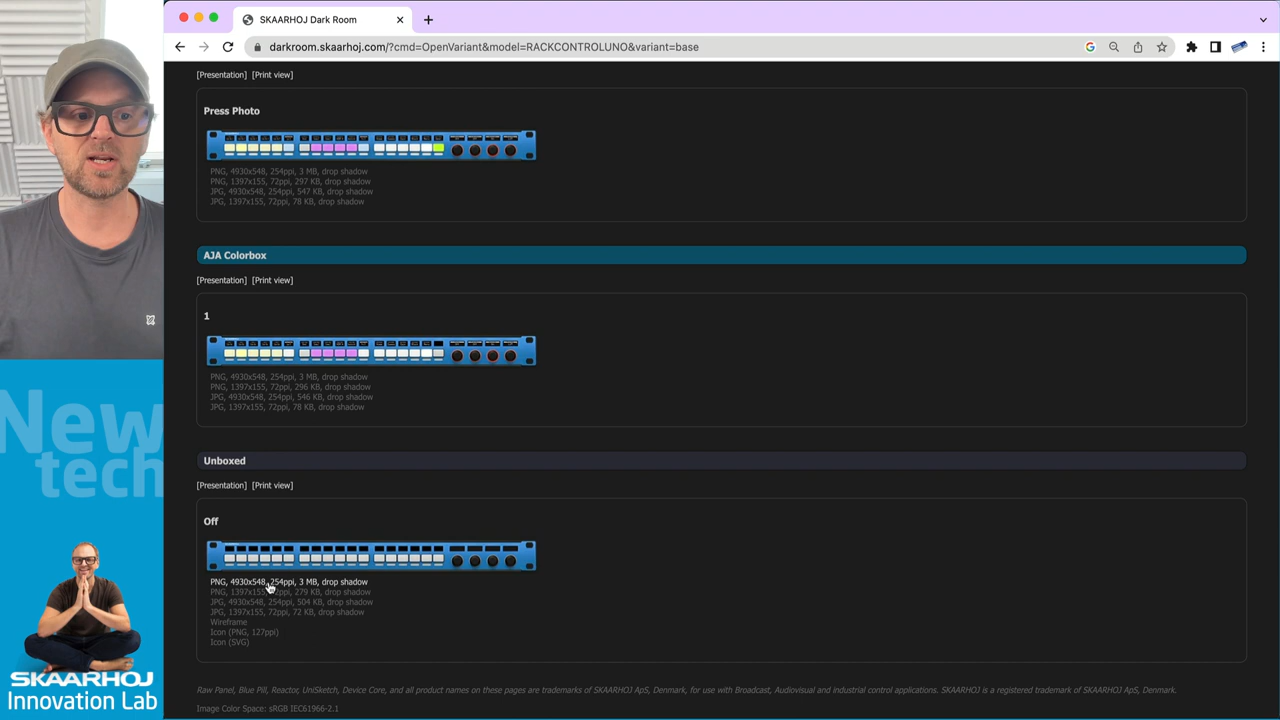 SKAARHOJ Dark Room
darkroom.skaarhoj.com/?cmd=OpenVariant&model=RACKCONTROLUNO&variant=base
[Presentation] [Print view]
Press Photo
PNG, 4930x548, 254ppi, 3 MB, drop shadow
PNG, 1397x155, 72ppi, 297 KB, drop shadow
JPG, 4930x548, 254ppi, 547 KB, drop shadow
JPG, 1397x155, 72ppi, 78 KB, drop shadow
AJA Colorbox
[Presentation] [Print view]
1
PNG, 4930x548, 254ppi, 3 MB, drop shadow
PNG, 1397x155, 72ppi, 296 KB, drop shadow
JPG, 4930x548, 254ppi, 546 KB, drop shadow
JPG, 1397x155, 72ppi, 78 KB, drop shadow
Unboxed
[Presentation] [Print view]
Off
PNG, 4930x548, 254ppi, 3 MB, drop shadow
PNG, 1397x155, 72ppi, 279 KB, drop shadow
JPG, 4930x548, 254ppi, 504 KB, drop shadow
JPG, 1397x155, 72ppi, 72 KB, drop shadow
Wireframe
Icon (PNG, 127ppi)
Icon (SVG)
Raw Panel, Blue Pill, Reactor, UniSketch, Device Core, and all product names on these pages are trademarks of SKAARHOJ ApS, Denmark, for use with Broadcast, Audiovisual and industrial control applications. SKAARHOJ is a registered trademark of SKAARHOJ ApS, Denmark.
Image Color Space: sRGB IEC61966-2.1
New
tech
SKAARHOJ
Innovation Lab